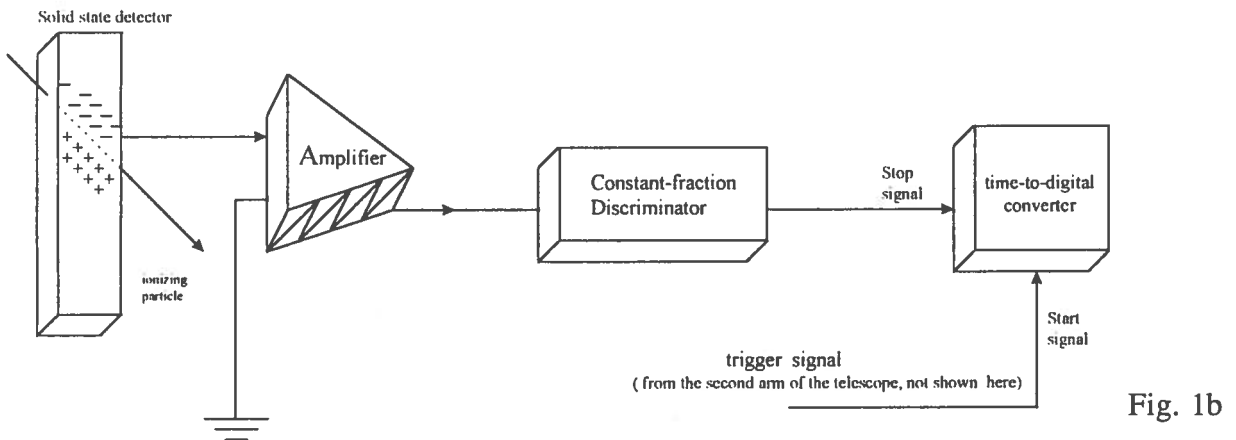 Solid state detector
Amplifier
Constant-fraction
Discriminator
Stop
signal
time-to-digital
converter
ionizing
particle
Start
signal
trigger signal
( from the second arm of the telescope, not shown here)
Fig. 1b